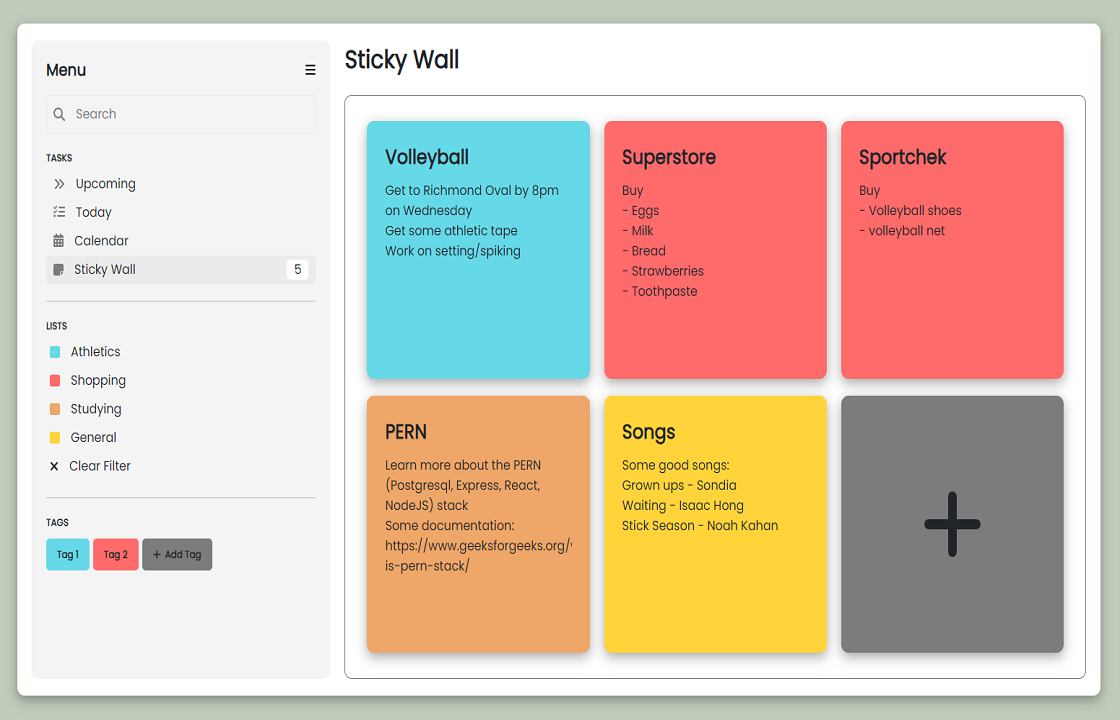 Menu
Search
TASKS
Upcoming
Today
Calendar
Sticky Wall 5
LISTS
Athletics
Shopping
Studying
General
Clear Filter
TAGS
Tag 1 Tag 2 + Add Tag
Sticky Wall
Volleyball
Get to Richmond Oval by 8pm
on Wednesday
Get some athletic tape
Work on setting/spiking
Superstore
Buy
- Eggs
- Milk
- Bread
- Strawberries
- Toothpaste
Sportchek
Buy
- Volleyball shoes
- volleyball net
PERN
Learn more about the PERN
(Postgresql, Express, React,
NodeJS) stack
Some documentation:
https://www.geeksforgeeks.org/
is-pern-stack/
Songs
Some good songs:
Grown ups - Sondia
Waiting - Isaac Hong
Stick Season - Noah Kahan